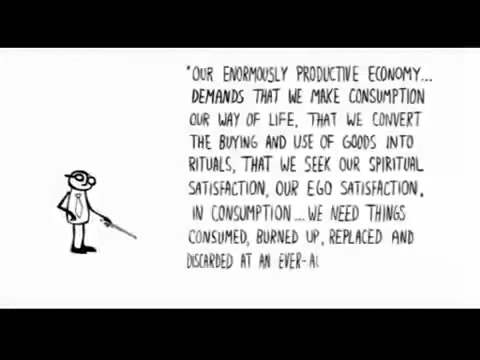 "OUR ENORMOUSLY PRODUCTIVE ECONOMY...
DEMANDS THAT WE MAKE CONSUMPTION
OUR WAY OF LIFE, THAT WE CONVERT
THE BUYING AND USE OF GOODS INTO
RITUALS, THAT WE SEEK OUR SPIRITUAL
SATISFACTION, OUR EGO SATISFACTION,
IN CONSUMPTION... WE NEED THINGS
CONSUMED, BURNED UP, REPLACED AND
DISCARDED AT AN EVER-A